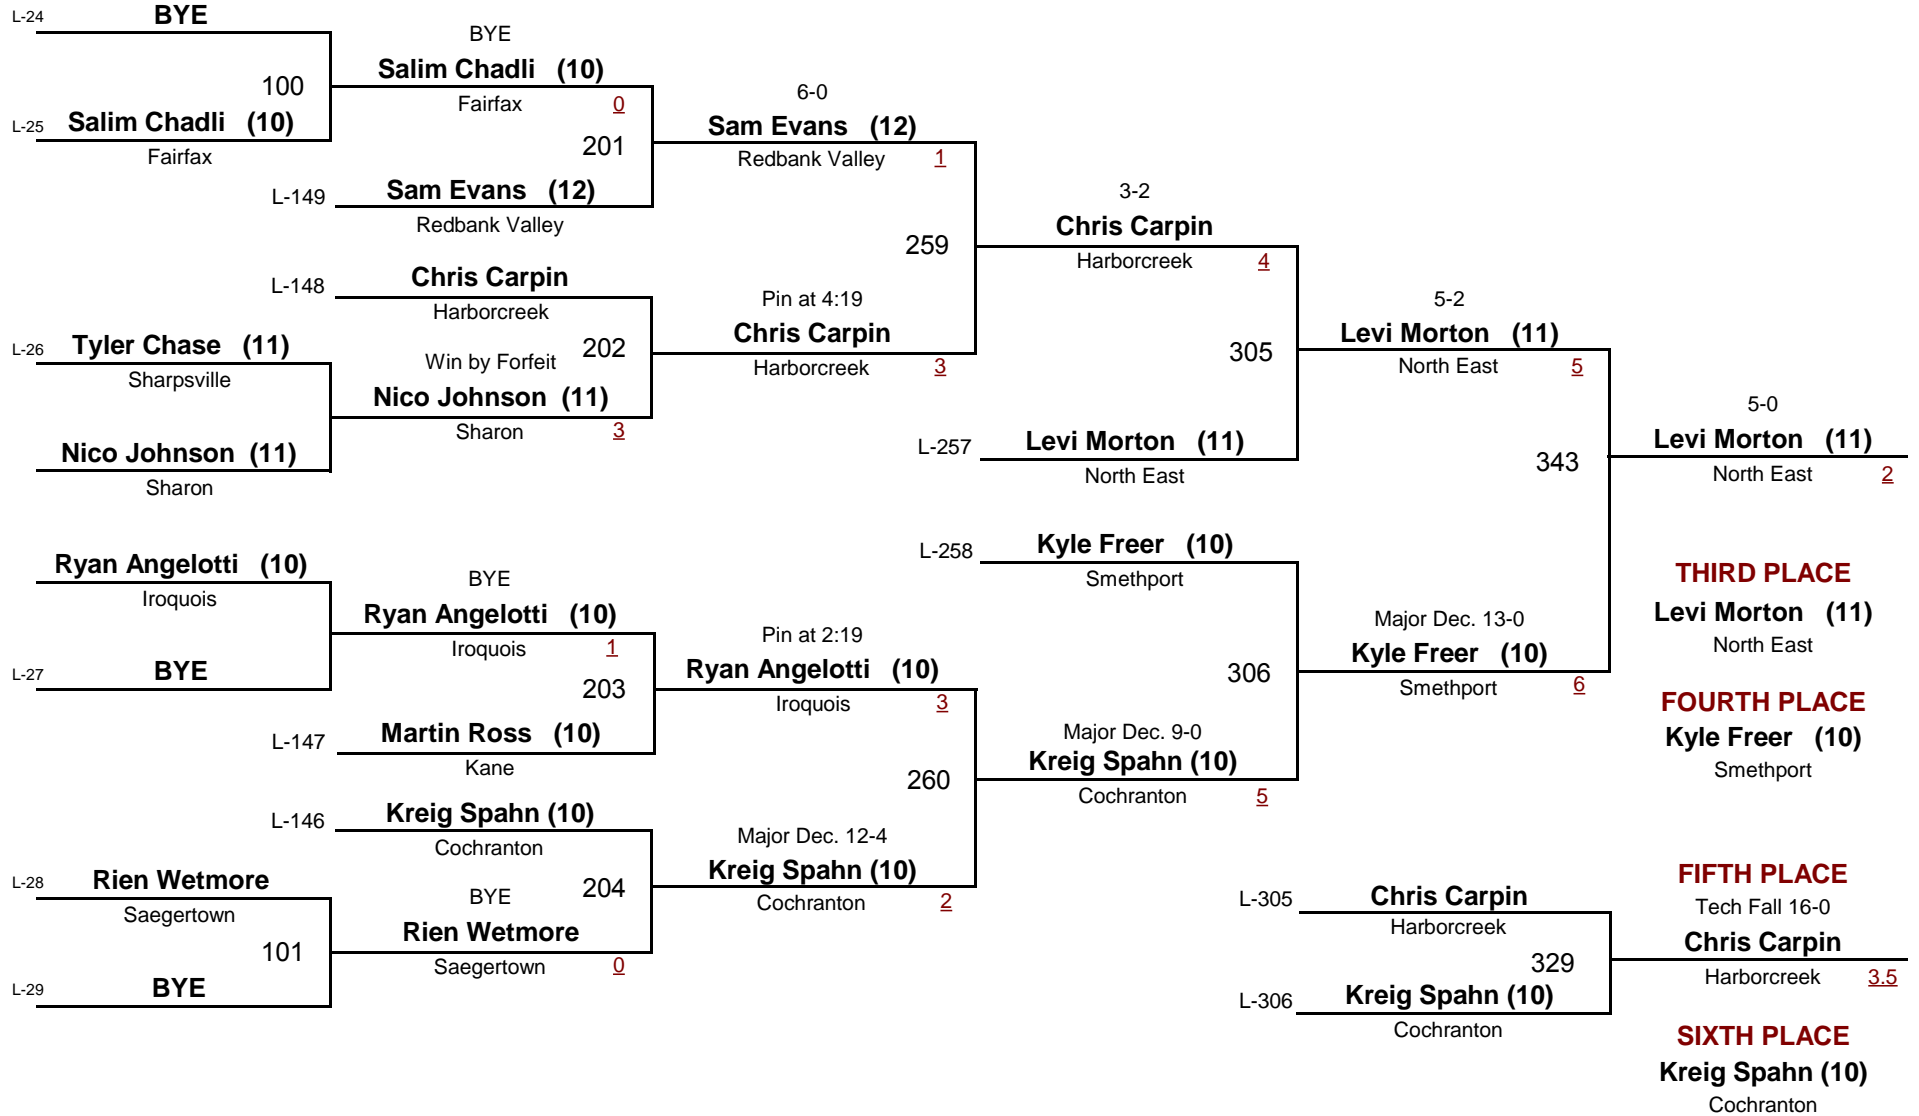 L-24 BYE
100
L-25 Salim Chadli (10)
Fairfax
L-26 Tyler Chase (11)
Sharpsville
Nico Johnson (11)
Sharon
Ryan Angelotti (10)
Iroquois
L-27 BYE
L-28 Rien Wetmore
Saegertown
101
L-29 BYE
BYE
Salim Chadli (10)
Fairfax 0
201
L-149 Sam Evans (12)
Redbank Valley
L-148 Chris Carpin
Harborcreek
202
Win by Forfeit
Nico Johnson (11)
Sharon 3
BYE
Ryan Angelotti (10)
Iroquois 1
203
L-147 Martin Ross (10)
Kane
L-146 Kreig Spahn (10)
Cochranton
204
BYE
Rien Wetmore
Saegertown 0
6-0
Sam Evans (12)
Redbank Valley 1
259
Pin at 4:19
Chris Carpin
Harborcreek 3
Pin at 2:19
Ryan Angelotti (10)
Iroquois 3
260
Major Dec. 12-4
Kreig Spahn (10)
Cochranton 2
3-2
Chris Carpin
Harborcreek 4
305
L-257 Levi Morton (11)
North East
L-258 Kyle Freer (10)
Smethport
306
Major Dec. 9-0
Kreig Spahn (10)
Cochranton 5
5-2
Levi Morton (11)
North East 5
343
Major Dec. 13-0
Kyle Freer (10)
Smethport 6
5-0
Levi Morton (11)
North East 2
THIRD PLACE
Levi Morton (11)
North East
FOURTH PLACE
Kyle Freer (10)
Smethport
L-305 Chris Carpin
Harborcreek
329
L-306 Kreig Spahn (10)
Cochranton
FIFTH PLACE
Tech Fall 16-0
Chris Carpin
Harborcreek 3.5
SIXTH PLACE
Kreig Spahn (10)
Cochranton